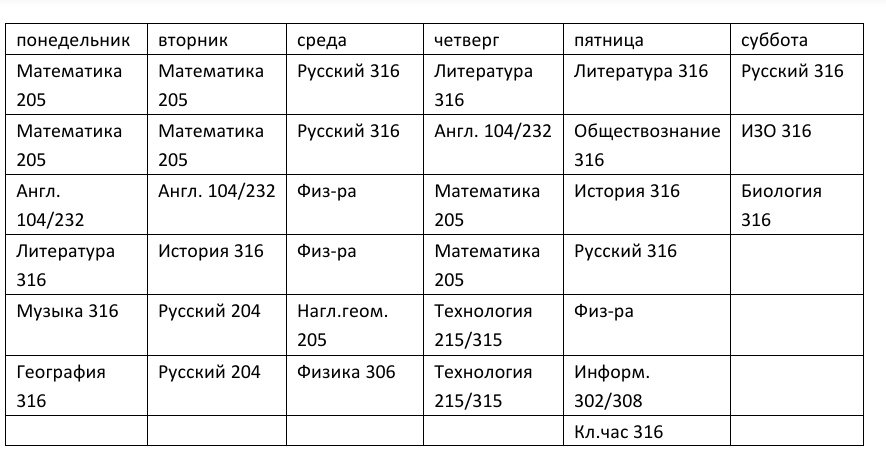 понедельник вторник среда четверг пятница суббота
Математика 205 Математика 205 Русский 316 Литература 316 Литература 316 Русский 316
Математика 205 Математика 205 Русский 316 Англ. 104/232 Обществознание 316 ИЗО 316
Англ. 104/232 Англ. 104/232 Физ-ра Математика 205 История 316 Биология 316
Литература 316 История 316 Физ-ра Математика 205 Русский 316
Музыка 316 Русский 204 Нагл.геом. 205 Технология 215/315 Физ-ра
География 316 Русский 204 Физика 306 Технология 215/315 Информ. 302/308
Кл.час 316